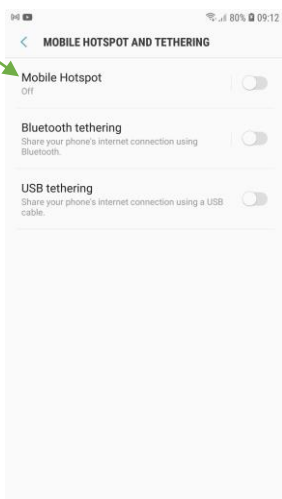 80% 09:12
MOBILE HOTSPOT AND TETHERING
Mobile Hotspot
Off
Bluetooth tethering
Share your phone's internet connection using
Bluetooth.
USB tethering
Share your phone's internet connection using a USB
cable.